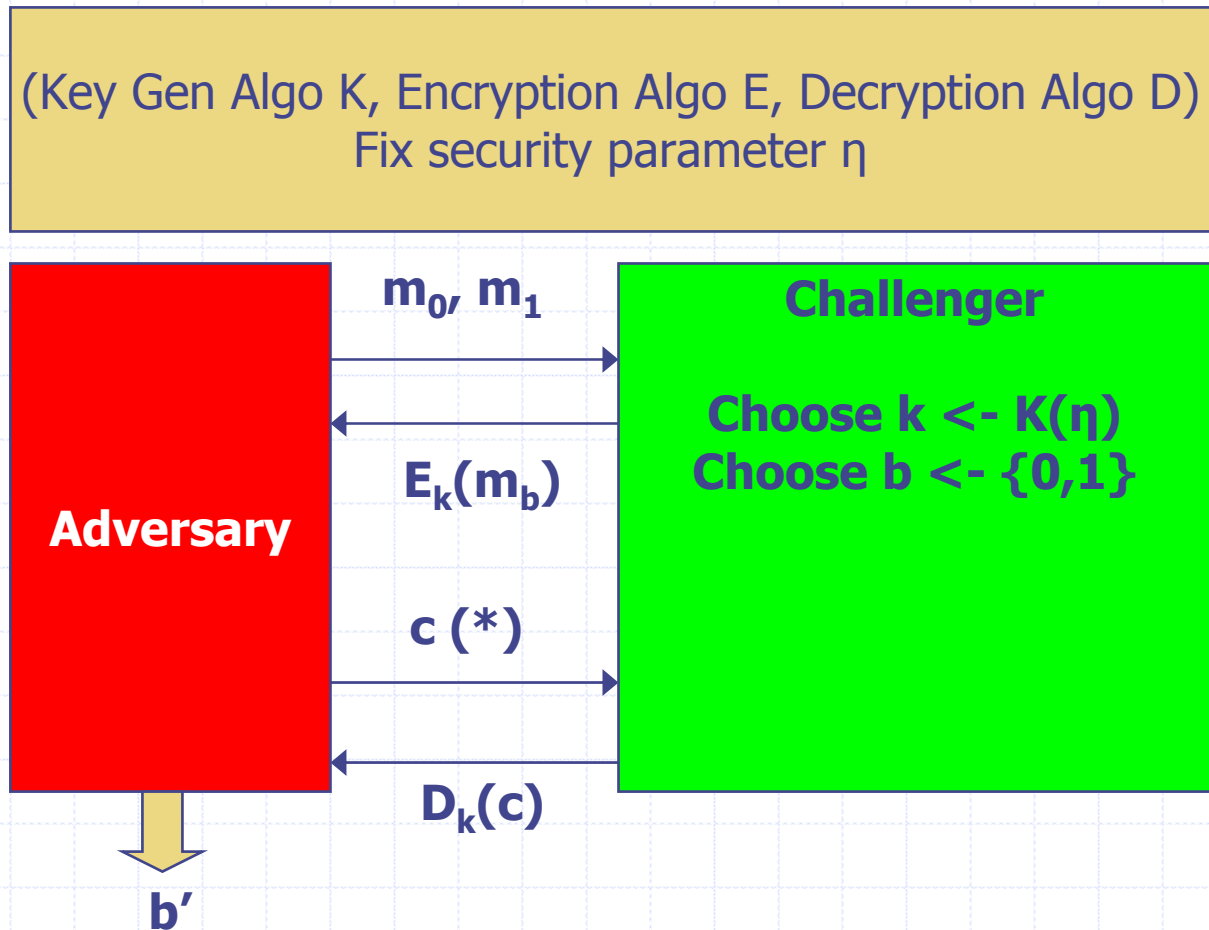 (Key Gen Algo K, Encryption Algo E, Decryption Algo D)
Fix security parameter η
m₀, m₁
Challenger
Choose k <- K(η)
Choose b <- {0,1}
Eₖ(m_b)
Adversary
c (*)
Dₖ(c)
b’